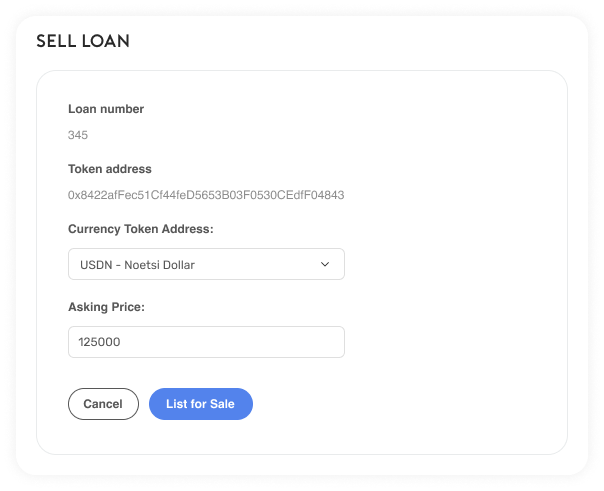 SELL LOAN
Loan number
345
Token address
0x8422afFec51Cf44feD5653B03F0530CEdfF04843
Currency Token Address:
USDN - Noetsi Dollar
Asking Price:
125000
Cancel List for Sale